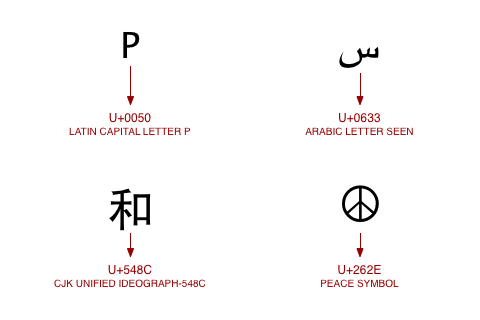 P
س
U+0050
LATIN CAPITAL LETTER P
U+0633
ARABIC LETTER SEEN
和
☮
U+548C
CJK UNIFIED IDEOGRAPH-548C
U+262E
PEACE SYMBOL